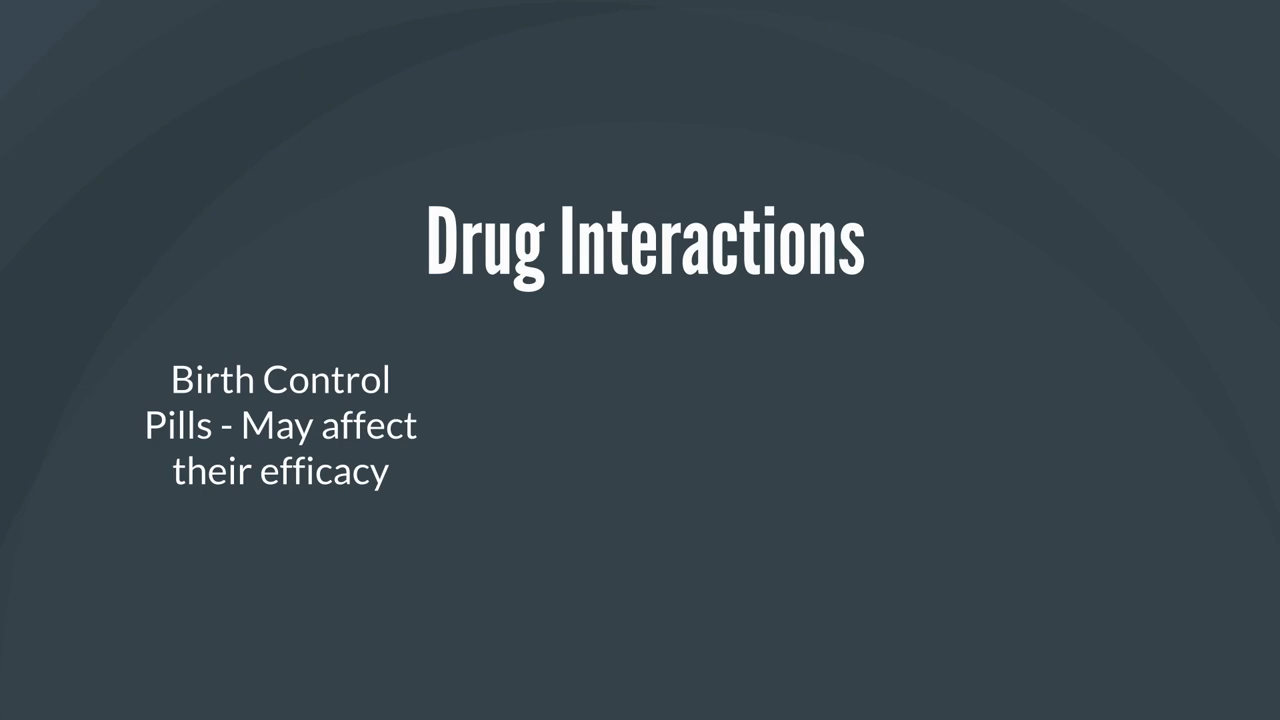 Drug Interactions
Birth Control
Pills - May affect
their efficacy